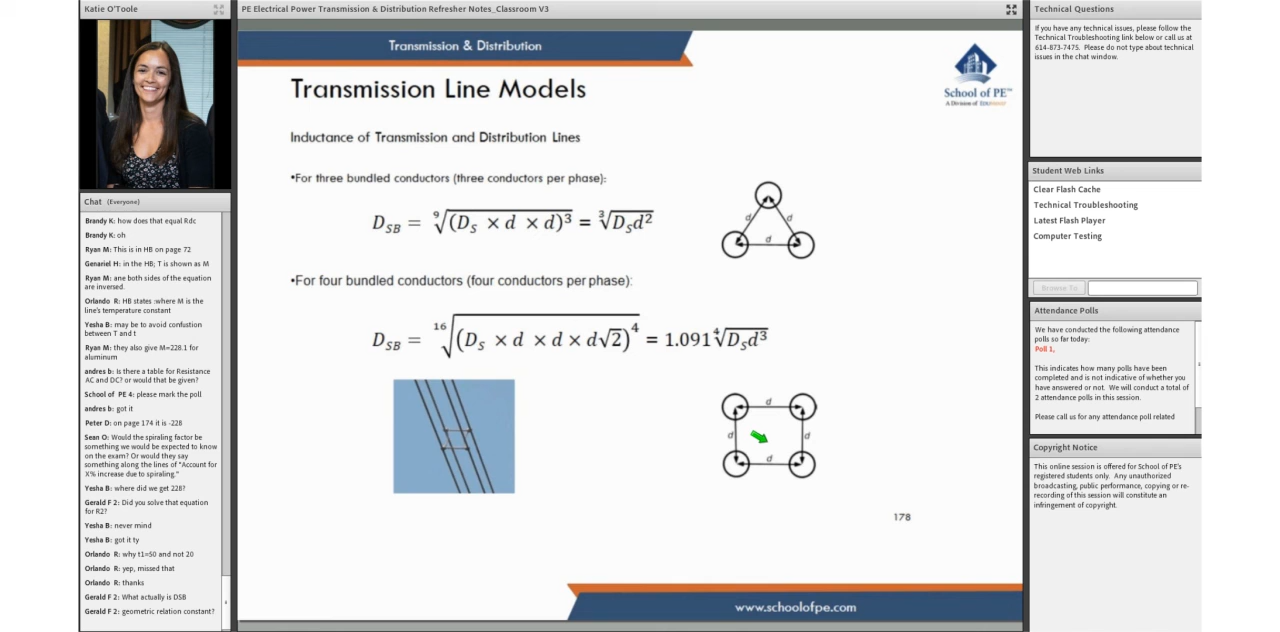 Katie O'Toole
PE Electrical Power Transmission & Distribution Refresher Notes_Classroom V3
Technical Questions
If you have any technical issues, please follow the
Technical Troubleshooting link below or call us at
614-873-7475. Please do not type about technical
issues in the chat window.
Transmission & Distribution
Transmission Line Models
School of PE™
A Division of
Inductance of Transmission and Distribution Lines
•For three bundled conductors (three conductors per phase):
D_SB = ⁹√(D_S × d × d)³ = ³√D_S d²
d
d
d
•For four bundled conductors (four conductors per phase):
D_SB = ¹⁶√(D_S × d × d × d√2)⁴ = 1.091 ⁴√D_S d³
d
d
d
d
178
www.schoolofpe.com
Chat (Everyone)
Brandy K: how does that equal Rdc
Brandy K: oh
Ryan M: This is in HB on page 72
Genariel H: in the HB; T is shown as M
Ryan M: ane both sides of the equation
are inversed.
Orlando R: HB states :where M is the
line's temperature constant
Yesha B: may be to avoid confustion
between T and t
Ryan M: they also give M=228.1 for
aluminum
andres b: Is there a table for Resistance
AC and DC? or would that be given?
School of PE 4: please mark the poll
andres b: got it
Peter D: on page 174 it is -228
Sean O: Would the spiraling factor be
something we would be expected to know
on the exam? Or would they say
something along the lines of "Account for
X% increase due to spiraling."
Yesha B: where did we get 228?
Gerald F 2: Did you solve that equation
for R2?
Yesha B: never mind
Yesha B: got it ty
Orlando R: why t1=50 and not 20
Orlando R: yep, missed that
Orlando R: thanks
Gerald F 2: What actually is DSB
Gerald F 2: geometric relation constant?
Student Web Links
Clear Flash Cache
Technical Troubleshooting
Latest Flash Player
Computer Testing
Browse To
Attendance Polls
We have conducted the following attendance
polls so far today:
Poll 1,
This indicates how many polls have been
completed and is not indicative of whether you
have answered or not. We will conduct a total of
2 attendance polls in this session.
Please call us for any attendance poll related
Copyright Notice
This online session is offered for School of PE's
registered students only. Any unauthorized
broadcasting, public performance, copying or re-
recording of this session will constitute an
infringement of copyright.